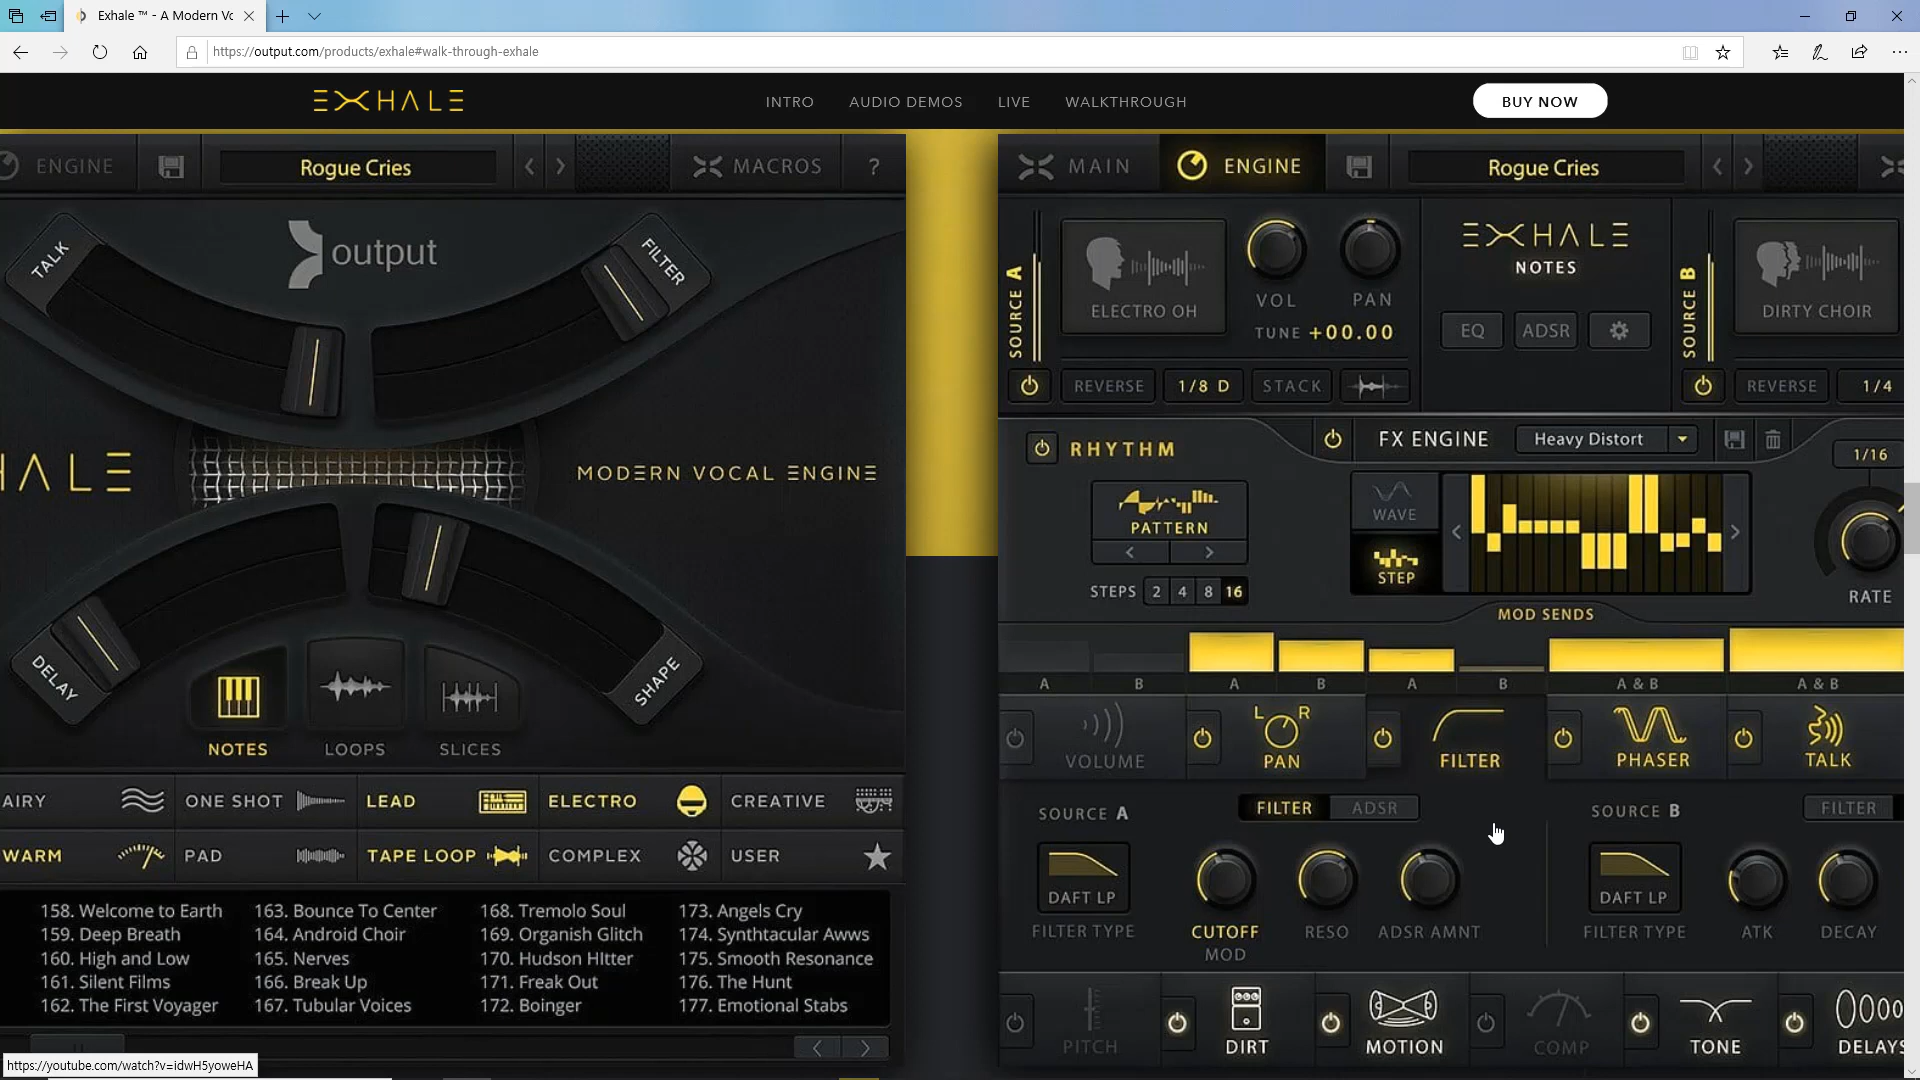 Exhale ™ - A Modern Vc
https://output.com/products/exhale#walk-through-exhale
EXHALE
INTRO AUDIO DEMOS LIVE WALKTHROUGH
BUY NOW
ENGINE
Rogue Cries
MACROS
?
TALK
output
FILTER
HALE
MODERN VOCAL ENGINE
DELAY
SHAPE
NOTES LOOPS SLICES
AIRY ONE SHOT LEAD ELECTRO CREATIVE
WARM PAD TAPE LOOP COMPLEX USER
158. Welcome to Earth
159. Deep Breath
160. High and Low
161. Silent Films
162. The First Voyager
163. Bounce To Center
164. Android Choir
165. Nerves
166. Break Up
167. Tubular Voices
168. Tremolo Soul
169. Organish Glitch
170. Hudson HItter
171. Freak Out
172. Boinger
173. Angels Cry
174. Synthtacular Awws
175. Smooth Resonance
176. The Hunt
177. Emotional Stabs
MAIN
ENGINE
Rogue Cries
SOURCE A
ELECTRO OH
VOL PAN
TUNE +00.00
REVERSE 1/8 D STACK
EXHALE
NOTES
EQ ADSR
SOURCE B
DIRTY CHOIR
REVERSE 1/4
RHYTHM
PATTERN
STEPS 2 4 8 16
FX ENGINE
Heavy Distort
WAVE
STEP
1/16
RATE
MOD SENDS
A B A B A B A & B A & B
VOLUME
L R
PAN
FILTER
PHASER
TALK
SOURCE A
FILTER ADSR
DAFT LP
FILTER TYPE
CUTOFF
MOD
RESO
ADSR AMNT
SOURCE B
FILTER
DAFT LP
FILTER TYPE
ATK
DECAY
PITCH DIRT MOTION COMP TONE DELAYS
https://youtube.com/watch?v=idwH5yoweHA